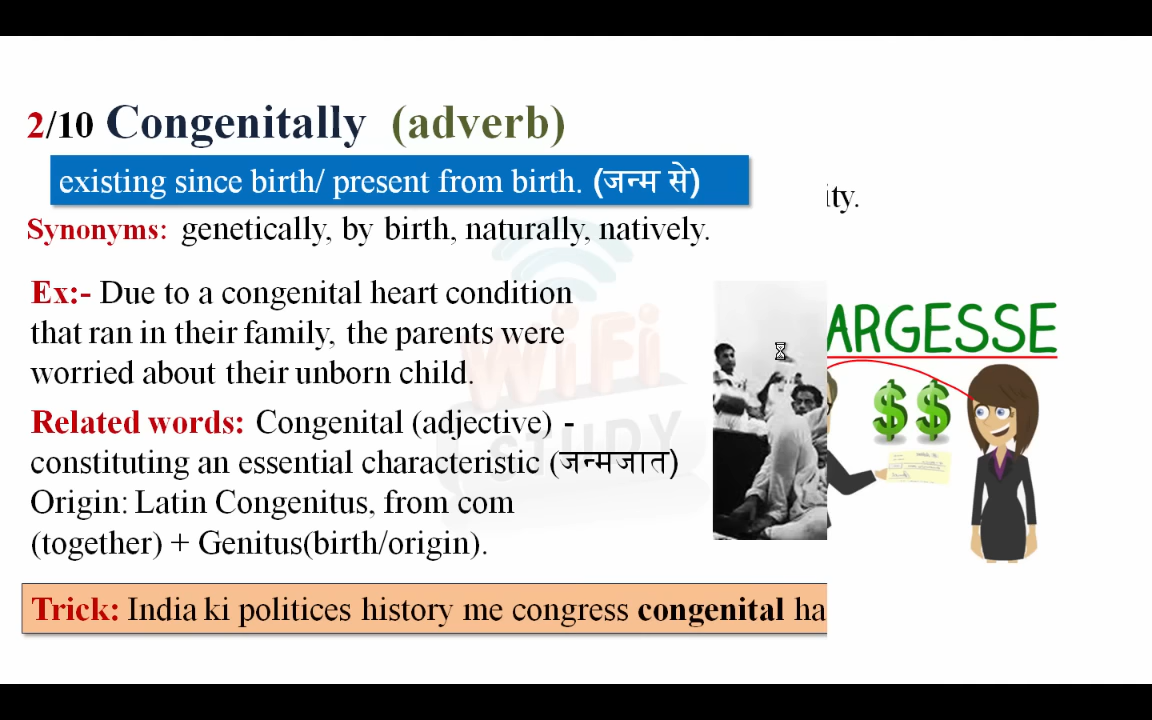 2/10 Congenitally (adverb)
existing since birth/ present from birth. (जन्म से)
ity.
Synonyms: genetically, by birth, naturally, natively.
Ex:- Due to a congenital heart condition
that ran in their family, the parents were
worried about their unborn child.
ARGESSE
$$
WiFi
STUDY
Related words: Congenital (adjective) -
constituting an essential characteristic (जन्मजात)
Origin: Latin Congenitus, from com
(together) + Genitus(birth/origin).
Trick: India ki politices history me congress congenital ha